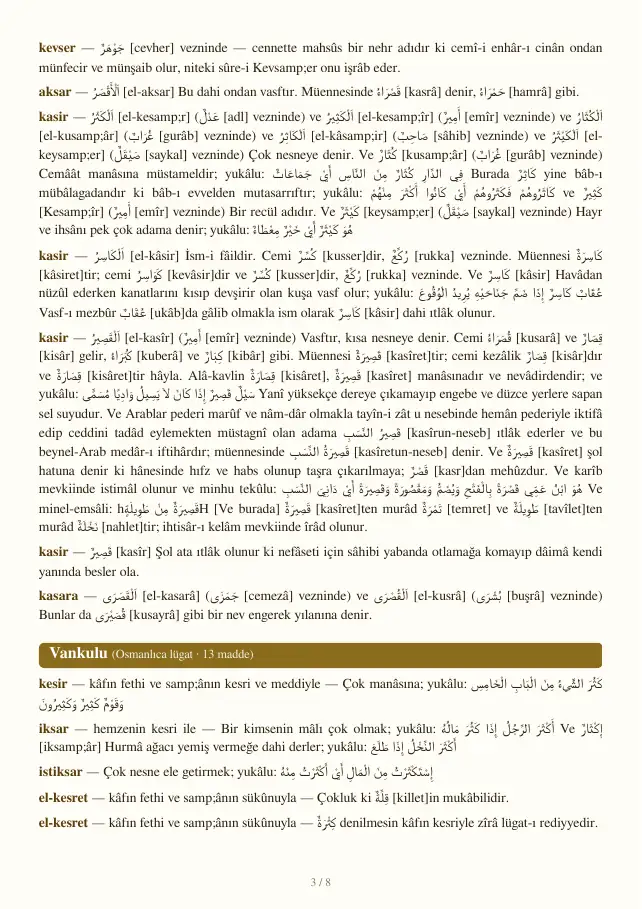 kevser — جَوْهَرٌ [cevher] vezninde — cennette mahsûs bir nehr adıdır ki cemî-i enhâr-ı cinân ondan
münfecir ve münşaib olur, niteki sûre-i Kevsamp;er onu işrâb eder.
aksar — اَلْأَقْصَرُ [el-aksar] Bu dahi ondan vasftır. Müennesinde قَصْرَاءُ [kasrâ] denir, حَمْرَاءُ [hamrâ] gibi.
kasir — اَلْكَثَرُ [el-kesamp;r] (عَدْلٌ [adl] vezninde) ve اَلْكَثِيرُ [el-kesamp;îr] (أَمِيرٌ [emîr] vezninde) ve اَلْكُثَارُ
[el-kusamp;âr] (غُرَابٌ [gurâb] vezninde) ve اَلْكَاثِرُ [el-kâsamp;ir] (صَاحِبٌ [sâhib] vezninde) ve اَلْكَيْثَرُ [el-
keysamp;er] (صَيْقَلٌ [saykal] vezninde) Çok nesneye denir. Ve كُثَارٌ [kusamp;âr] (غُرَابٌ [gurâb] vezninde)
Cemâât manâsına müstameldir; yukâlu: فِي الدَّارِ كُثَارٌ مِنَ النَّاسِ أَيْ جَمَاعَاتٌ Burada كَاثِرٌ yine bâb-ı
mübâlagadandır ki bâb-ı evvelden mutasarrıftır; yukâlu: كَاثَرُوهُمْ فَكَثَرُوهُمْ أَيْ كَانُوا أَكْثَرَ مِنْهُمْ ve كَثِيرٌ
[Kesamp;îr] (أَمِيرٌ [emîr] vezninde) Bir recül adıdır. Ve كَيْثَرٌ [keysamp;er] (صَيْقَلٌ [saykal] vezninde) Hayr
ve ihsânı pek çok adama denir; yukâlu: هُوَ كَيْثَرٌ أَيْ خَيْرٌ مِعْطَاءٌ
kasir — اَلْكَاسِرُ [el-kâsir] İsm-i fâildir. Cemi كُسَّرٌ [kusser]dir, رُكَّعٌ [rukka] vezninde. Müennesi كَاسِرَةٌ
[kâsiret]tir; cemi كَوَاسِرُ [kevâsir]dir ve كُسَّرٌ [kusser]dir, رُكَّعٌ [rukka] vezninde. Ve كَاسِرٌ [kâsir] Havâdan
nüzûl ederken kanatlarını kısıp devşirir olan kuşa vasf olur; yukâlu: عُقَابٌ كَاسِرٌ إِذَا ضَمَّ جَنَاحَيْهِ يُرِيدُ الْوُقُوعَ
Vasf-ı mezbûr عُقَابٌ [ukâb]da gâlib olmakla ism olarak كَاسِرٌ [kâsir] dahi ıtlâk olunur.
kasir — اَلْقَصِيرُ [el-kasîr] (أَمِيرٌ [emîr] vezninde) Vasftır, kısa nesneye denir. Cemi قُصَرَاءُ [kusarâ] ve قِصَارٌ
[kisâr] gelir, كُبَرَاءُ [kuberâ] ve كِبَارٌ [kibâr] gibi. Müennesi قَصِيرَةٌ [kasîret]tir; cemi kezâlik قِصَارٌ [kisâr]dır
ve قِصَارَةٌ [kisâret]tir hâyla. Alâ-kavlin قِصَارَةٌ [kisâret], قَصِيرَةٌ [kasîret] manâsınadır ve nevâdirdendir; ve
yukâlu: سَيْلٌ قَصِيرٌ إِذَا كَانَ لَا يَسِيلُ وَادِيًا مُسَمًّى Yanî yüksekçe dereye çıkamayıp engebe ve düzce yerlere sapan
sel suyudur. Ve Arablar pederi marûf ve nâm-dâr olmakla tayîn-i zât u nesebinde hemân pederiyle iktifâ
edip ceddini tadâd eylemekten müstagnî olan adama قَصِيرُ النَّسَبِ [kasîrun-neseb] ıtlâk ederler ve bu
beynel-Arab medâr-ı iftihârdır; müennesinde قَصِيرَةُ النَّسَبِ [kasîretun-neseb] denir. Ve قَصِيرَةٌ [kasîret] şol
hatuna denir ki hânesinde hıfz ve habs olunup taşra çıkarılmaya; قَصْرٌ [kasr]dan mehûzdur. Ve karîb
mevkiinde istimâl olunur ve minhu tekûlu: هُوَ ابْنُ عَمِّي قَصْرَةً بِالْفَتْحِ وَيُضَمُّ وَمَقْصُورَةً وَقَصِيرَةً أَيْ دَانِيَ النَّسَبِ Ve
minel-emsâli: hقَصِيرَةٌ مِنْ طَوِيلَةٍH [Ve burada] قَصِيرَةٌ [kasîret]ten murâd تَمْرَةٌ [temret] ve طَوِيلَةٌ [tavîlet]ten
murâd نَخْلَةٌ [nahlet]tir; ihtisâr-ı kelâm mevkiinde îrâd olunur.
kasir — قَصِيرٌ [kasîr] Şol ata ıtlâk olunur ki nefâseti için sâhibi yabanda otlamağa komayıp dâimâ kendi
yanında besler ola.
kasara — اَلْقَصَرَى [el-kasarâ] (جَمَزَى [cemezâ] vezninde) ve اَلْقُصْرَى [el-kusrâ] (بُشْرَى [buşrâ] vezninde)
Bunlar da قُصَيْرَى [kusayrâ] gibi bir nev engerek yılanına denir.
Vankulu (Osmanlıca lügat · 13 madde)
kesir — kâfın fethi ve samp;ânın kesri ve meddiyle — Çok manâsına; yukâlu: كَثُرَ الشَّيْءُ مِنَ الْبَابِ الْخَامِسِ
وَقَوْمٌ كَثِيرٌ وَكَثِيرُونَ
iksar — hemzenin kesri ile — Bir kimsenin mâlı çok olmak; yukâlu: أَكْثَرَ الرَّجُلُ إِذَا كَثُرَ مَالُهُ Ve إِكْثَارٌ
[iksamp;âr] Hurmâ ağacı yemiş vermeğe dahi derler; yukâlu: أَكْثَرَ النَّخْلُ إِذَا طَلَعَ
istiksar — Çok nesne ele getirmek; yukâlu: إِسْتَكْثَرْتُ مِنَ الْمَالِ أَيْ أَكْثَرْتُ مِنْهُ
el-kesret — kâfın fethi ve samp;ânın sükûnuyla — Çokluk ki قِلَّةٌ [killet]in mukâbilidir.
el-kesret — kâfın fethi ve samp;ânın sükûnuyla — كِثْرَةٌ denilmesin kâfın kesriyle zîrâ lügat-ı rediyyedir.
3 / 8